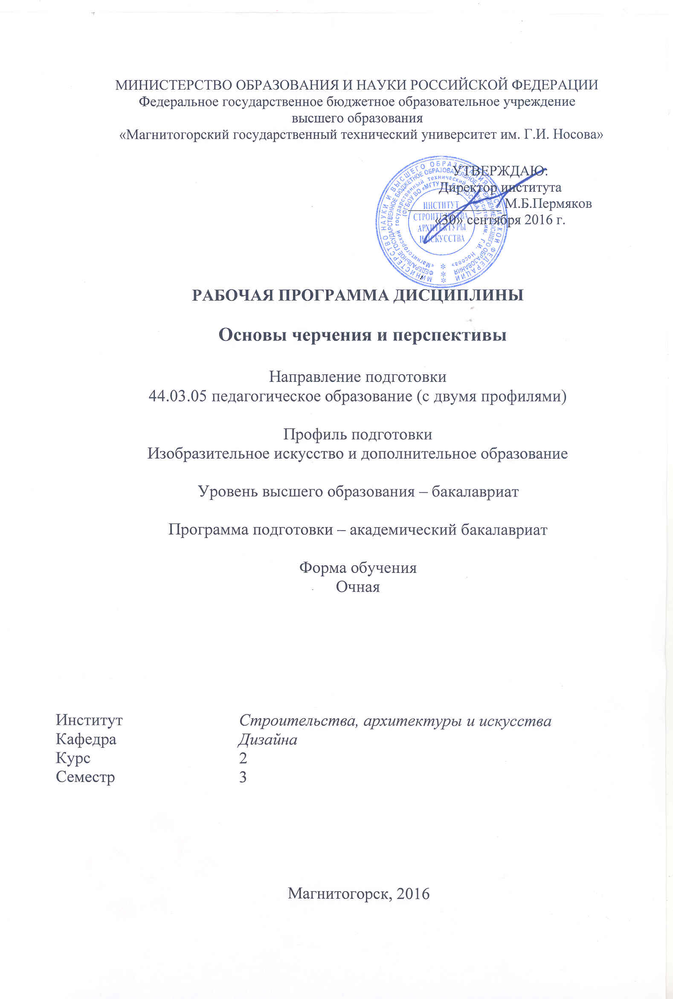 МИНИСТЕРСТВО ОБРАЗОВАНИЯ И НАУКИ РОССИЙСКОЙ ФЕДЕРАЦИИ
Федеральное государственное бюджетное образовательное учреждение
высшего образования
«Магнитогорский государственный технический университет им. Г.И. Носова»
УТВЕРЖДАЮ:
Директор института
М.Б.Пермяков
«30» сентября 2016 г.
МИНИСТЕРСТВО НАУКИ И ВЫСШЕГО ОБРАЗОВАНИЯ РОССИЙСКОЙ ФЕДЕРАЦИИ
ФЕДЕРАЛЬНОЕ ГОСУДАРСТВЕННОЕ БЮДЖЕТНОЕ ОБРАЗОВАТЕЛЬНОЕ УЧРЕЖДЕНИЕ ВЫСШЕГО ОБРАЗОВАНИЯ
«Магнитогорский государственный технический университет им. Г.И. Носова»
(ФГБОУ ВО «МГТУ им. Г.И. НОСОВА»)
ИНСТИТУТ
СТРОИТЕЛЬСТВА,
АРХИТЕКТУРЫ
И ИСКУССТВА
РАБОЧАЯ ПРОГРАММА ДИСЦИПЛИНЫ
Основы черчения и перспективы
Направление подготовки
44.03.05 педагогическое образование (с двумя профилями)
Профиль подготовки
Изобразительное искусство и дополнительное образование
Уровень высшего образования – бакалавриат
Программа подготовки – академический бакалавриат
Форма обучения
Очная
Институт Строительства, архитектуры и искусства
Кафедра Дизайна
Курс 2
Семестр 3
Магнитогорск, 2016